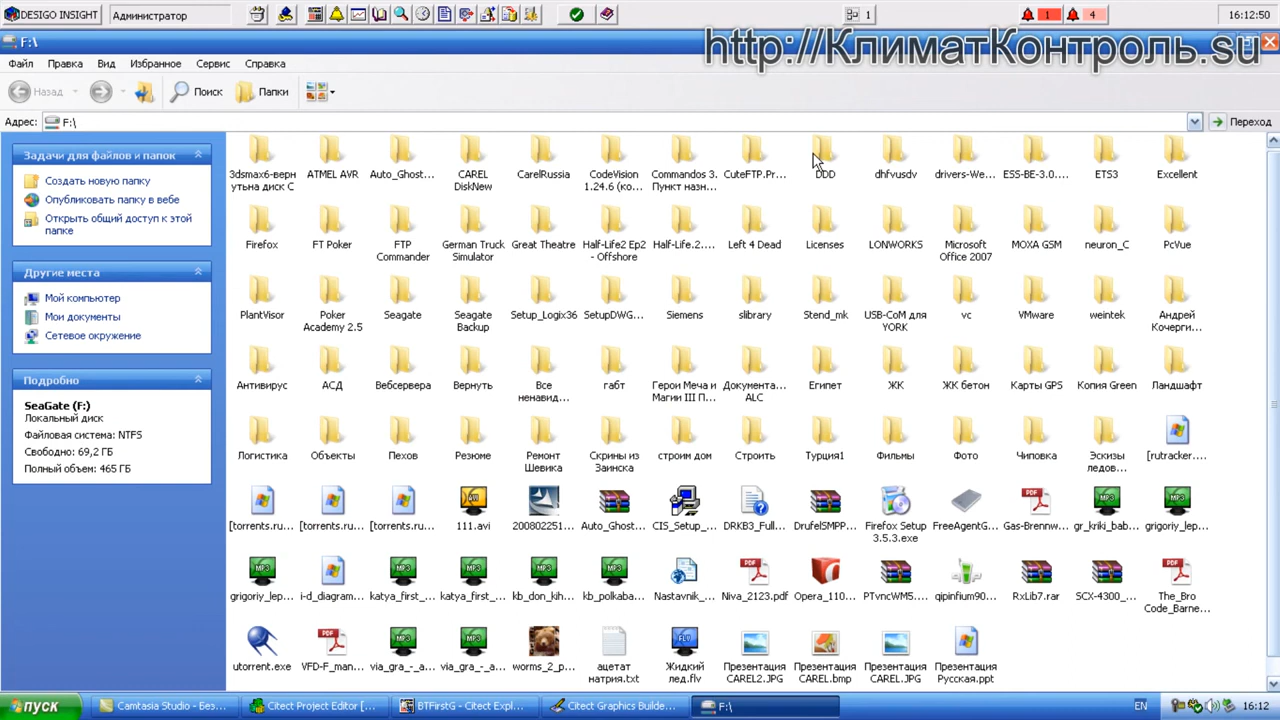 DESIGO INSIGHT Администратор 1 1 4 16:12:50
F:\
http://КлиматКонтроль.su
Файл Правка Вид Избранное Сервис Справка
Назад Поиск Папки
Адрес: F:\ Переход
Задачи для файлов и папок
Создать новую папку
Опубликовать папку в вебе
Открыть общий доступ к этой
папке
Другие места
Мой компьютер
Мои документы
Сетевое окружение
Подробно
SeaGate (F:)
Локальный диск
Файловая система: NTFS
Свободно: 69,2 ГБ
Полный объем: 465 ГБ
3dsmax6-верн утьна диск С
ATMEL AVR
Auto_Ghost...
CAREL DiskNew
CarelRussia
CodeVision 1.24.6 (ко...
Commandos 3. Пункт назн...
CuteFTP.Pr...
DDD
dhfvusdv
drivers-We...
ESS-BE-3.0....
ETS3
Excellent
Firefox
FT Poker
FTP Commander
German Truck Simulator
Great Theatre
Half-Life2 Ep2 - Offshore
Half-Life.2....
Left 4 Dead
Licenses
LONWORKS
Microsoft Office 2007
MOXA GSM
neuron_C
PcVue
PlantVisor
Poker Academy 2.5
Seagate
Seagate Backup
Setup_Logix36
SetupDWG...
Siemens
slibrary
Stend_mk
USB-CoM для YORK
vc
VMware
weintek
Андрей Кочерги...
Антивирус
АСД
Вебсервера
Вернуть
Все ненавид...
габт
Герои Меча и Магии III П...
Документа... ALC
Египет
ЖК
ЖК бетон
Карты GPS
Копия Green
Ландшафт
Логистика
Объекты
Пехов
Резюме
Ремонт Шевика
Скрины из Заинска
строим дом
Строить
Турция1
Фильмы
Фото
Чиповка
Эскизы ледов...
[rutracker....
[torrents.ru...
[torrents.ru...
[torrents.ru...
111.avi
200802251...
Auto_Ghost...
CIS_Setup_...
DRKB3_Full...
DrufelSMPP...
Firefox Setup 3.5.3.exe
FreeAgentG...
Gas-Brennw...
gr_kriki_bab...
grigoriy_lep...
grigoriy_lep...
i-d_diagram...
katya_first_...
katya_first_...
kb_don_kih...
kb_polkaba...
Nastavnik_...
Niva_2123.pdf
Opera_110...
PTvncWM5...
qipinfium90...
RxLib7.rar
SCX-4300_...
The_Bro Code_Barne...
utorrent.exe
VFD-F_man...
via_gra_-_a...
via_gra_-_a...
worms_2_p...
ацетат натрия.txt
Жидкий лед.flv
Презентация CAREL2.JPG
Презентация CAREL.bmp
Презентация CAREL.JPG
Презентация Русская.ppt
пуск Camtasia Studio - Без... Citect Project Editor [... BTFirstG - Citect Expl... Citect Graphics Builde... F:\ EN 16:12